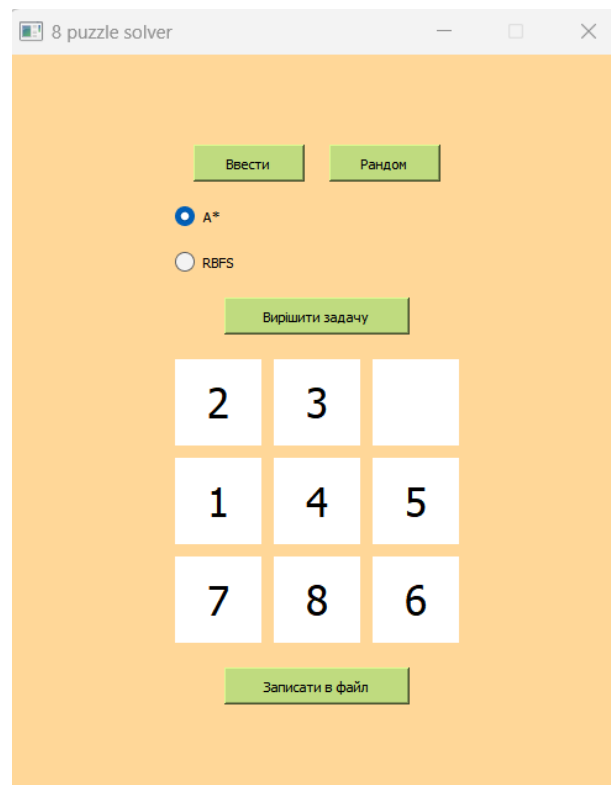 8 puzzle solver
Ввести Рандом
A*
RBFS
Вирішити задачу
2 3
1 4 5
7 8 6
Записати в файл